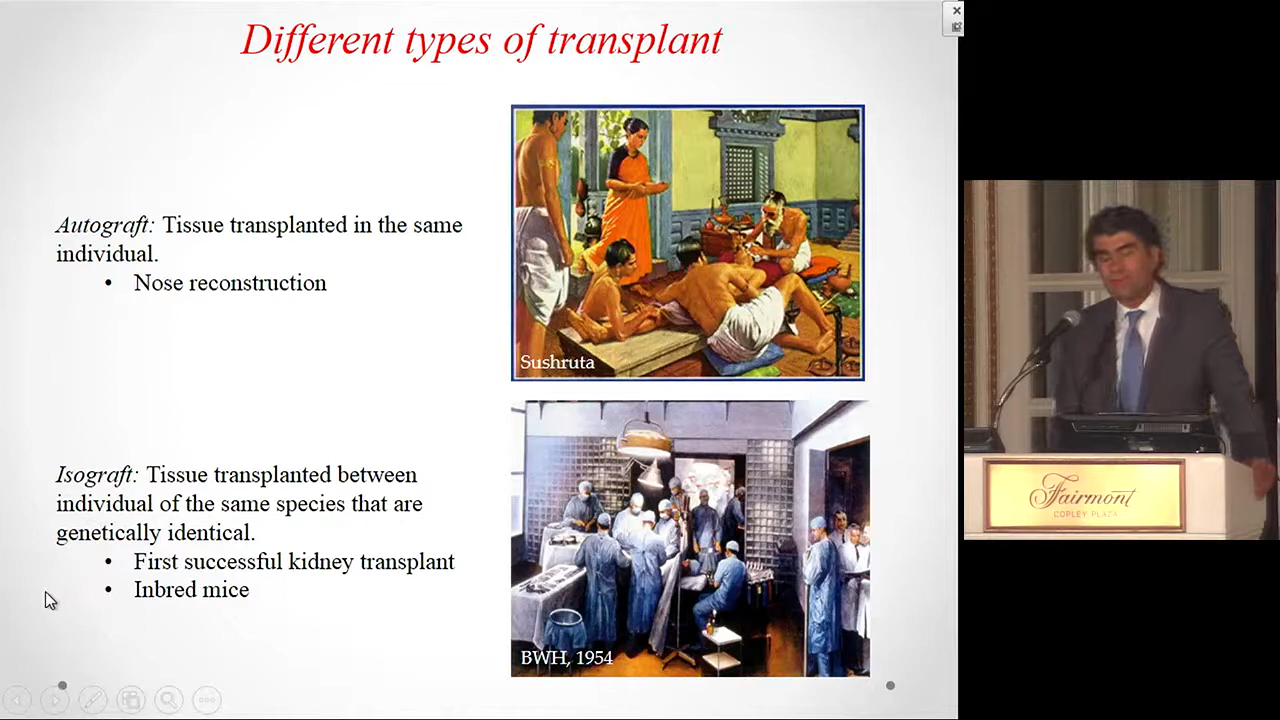 Different types of transplant
Autograft: Tissue transplanted in the same
individual.
• Nose reconstruction
Sushruta
Isograft: Tissue transplanted between
individual of the same species that are
genetically identical.
• First successful kidney transplant
• Inbred mice
BWH, 1954
Fairmont
COPLEY PLAZA